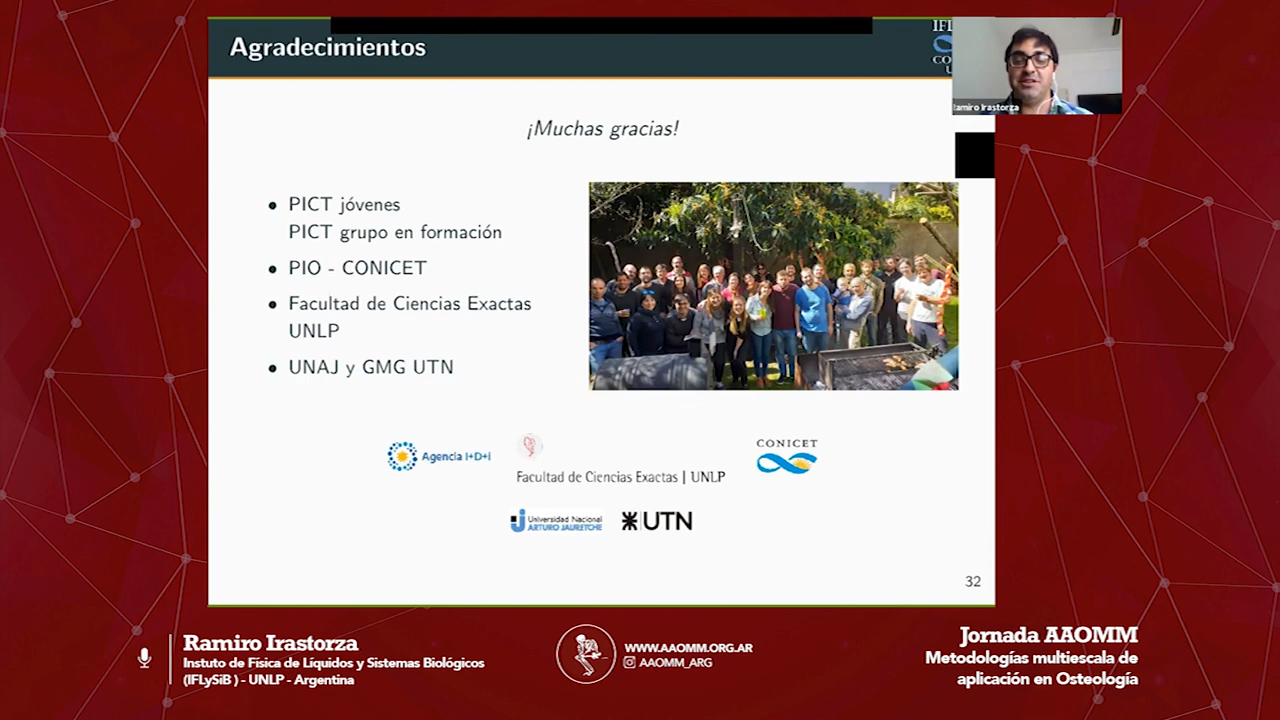 Agradecimientos
Ramiro Irastorza
¡Muchas gracias!
PICT jóvenes
PICT grupo en formación
PIO - CONICET
Facultad de Ciencias Exactas
UNLP
UNAJ y GMG UTN
Agencia I+D+i
Facultad de Ciencias Exactas | UNLP
CONICET
Universidad Nacional
ARTURO JAURETCHE
UTN
32
Ramiro Irastorza
Instuto de Física de Líquidos y Sistemas Biológicos
(IFLySiB ) - UNLP - Argentina
WWW.AAOMM.ORG.AR
AAOMM_ARG
Jornada AAOMM
Metodologías multiescala de
aplicación en Osteología